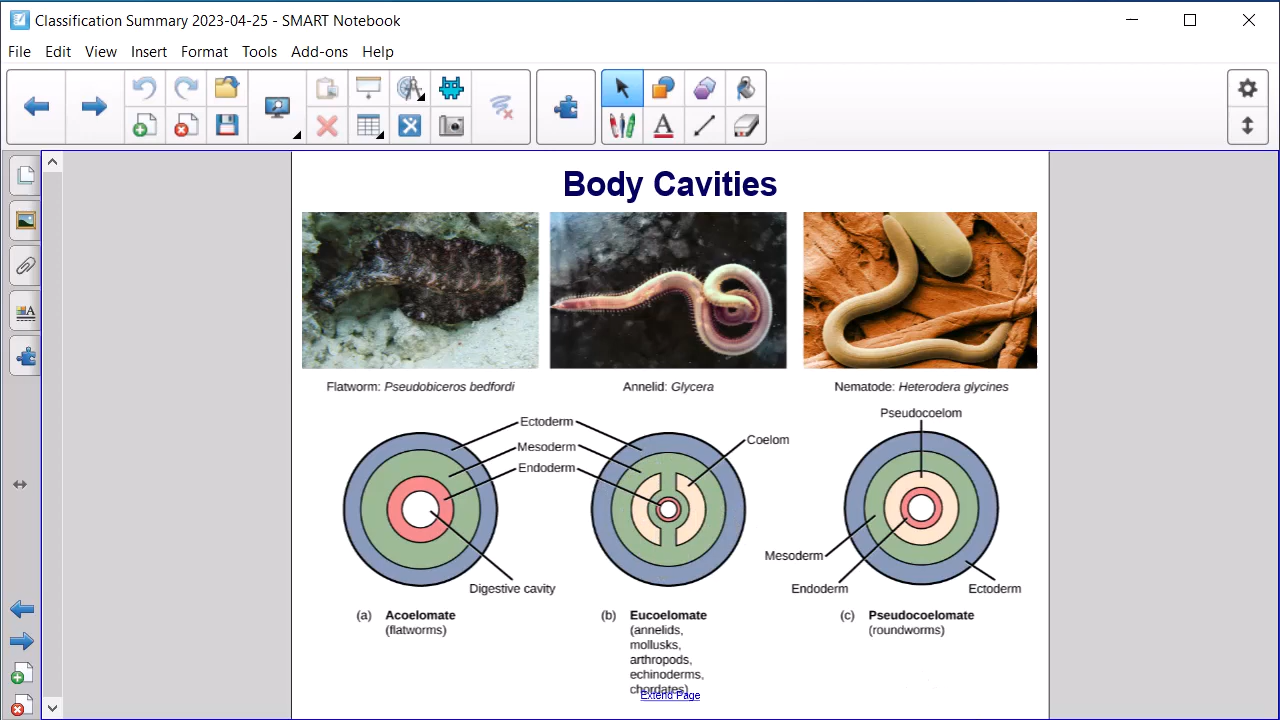 Classification Summary 2023-04-25 - SMART Notebook
File Edit View Insert Format Tools Add-ons Help
Body Cavities
Flatworm: Pseudobiceros bedfordi
Annelid: Glycera
Nematode: Heterodera glycines
Ectoderm
Mesoderm
Endoderm
Digestive cavity
Coelom
Pseudocoelom
Mesoderm
Endoderm
Ectoderm
(a) Acoelomate
(flatworms)
(b) Eucoelomate
(annelids,
mollusks,
arthropods,
echinoderms,
chordates)
(c) Pseudocoelomate
(roundworms)
Extend Page